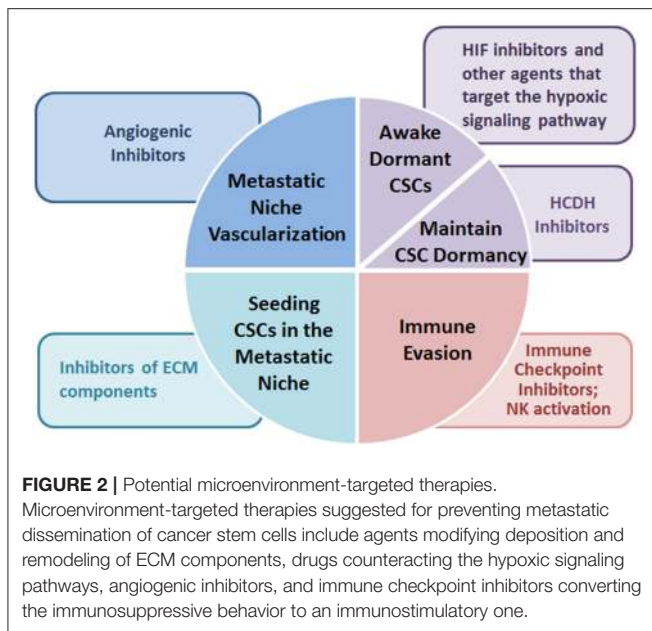 HIF inhibitors and
other agents that
target the hypoxic
signaling pathway
Angiogenic
Inhibitors
Awake
Dormant
CSCs
Metastatic
Niche
Vascularization
HCDH
Inhibitors
Maintain
CSC Dormancy
Seeding
CSCs in the
Metastatic
Niche
Immune
Evasion
Inhibitors of ECM
components
Immune
Checkpoint
Inhibitors;
NK activation
FIGURE 2 | Potential microenvironment-targeted therapies.
Microenvironment-targeted therapies suggested for preventing metastatic
dissemination of cancer stem cells include agents modifying deposition and
remodeling of ECM components, drugs counteracting the hypoxic signaling
pathways, angiogenic inhibitors, and immune checkpoint inhibitors converting
the immunosuppressive behavior to an immunostimulatory one.